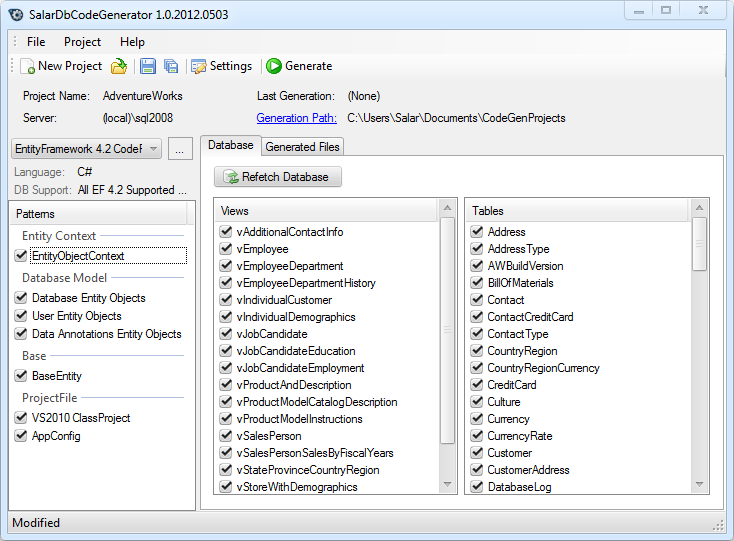 SalarDbCodeGenerator 1.0.2012.0503
File Project Help
New Project Settings Generate
Project Name: AdventureWorks Last Generation: (None)
Server: (local)\sql2008 Generation Path: C:\Users\Salar\Documents\CodeGenProjects
EntityFramework 4.2 CodeF ...
Language: C#
DB Support: All EF 4.2 Supported ...
Patterns
Entity Context
EntityObjectContext
Database Model
Database Entity Objects
User Entity Objects
Data Annotations Entity Objects
Base
BaseEntity
ProjectFile
VS2010 ClassProject
AppConfig
Database Generated Files
Refetch Database
Views
vAdditionalContactInfo
vEmployee
vEmployeeDepartment
vEmployeeDepartmentHistory
vIndividualCustomer
vIndividualDemographics
vJobCandidate
vJobCandidateEducation
vJobCandidateEmployment
vProductAndDescription
vProductModelCatalogDescription
vProductModelInstructions
vSalesPerson
vSalesPersonSalesByFiscalYears
vStateProvinceCountryRegion
vStoreWithDemographics
Tables
Address
AddressType
AWBuildVersion
BillOfMaterials
Contact
ContactCreditCard
ContactType
CountryRegion
CountryRegionCurrency
CreditCard
Culture
Currency
CurrencyRate
Customer
CustomerAddress
DatabaseLog
Modified